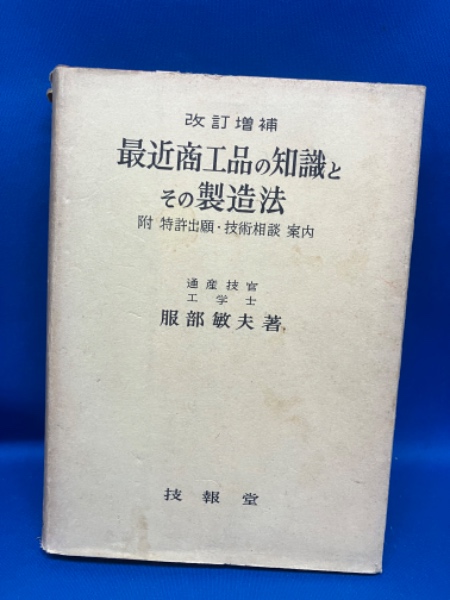 改訂増補
最近商工品の知識と
その製造法
附 特許出願・技術相談 案内
通産技官
工学士
服部敏夫著
技報堂